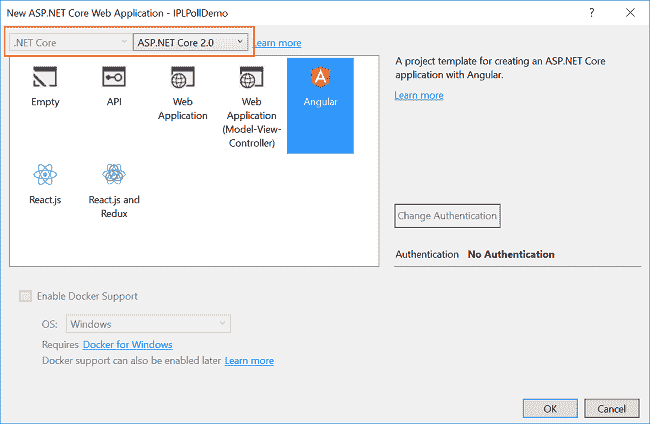 New ASP.NET Core Web Application - IPLPollDemo
? ×
.NET Core
ASP.NET Core 2.0
Learn more
Empty
API
Web
Application
Web
Application
(Model-View-
Controller)
Angular
React.js
React.js and
Redux
A project template for creating an ASP.NET Core
application with Angular.
Learn more
Change Authentication
Authentication No Authentication
Enable Docker Support
OS: Windows
Requires Docker for Windows
Docker support can also be enabled later Learn more
OK
Cancel